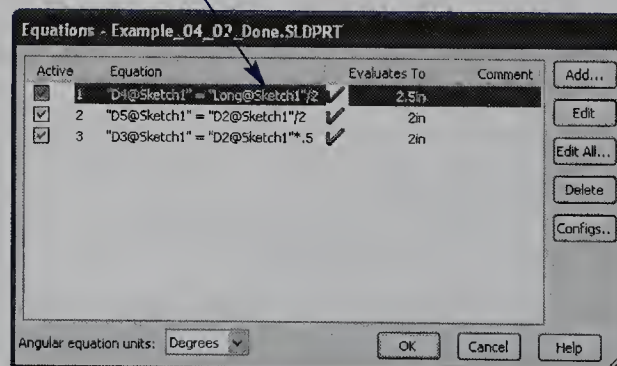 Equations - Example_04_02_Done.SLDPRT
Active Equation Evaluates To Comment
1 "D4@Sketch1" = "Long@Sketch1"/2 2.5in
2 "D5@Sketch1" = "D2@Sketch1"/2 2in
3 "D3@Sketch1" = "D2@Sketch1"*.5 2in
Add...
Edit
Edit All...
Delete
Configs..
Angular equation units: Degrees
OK Cancel Help